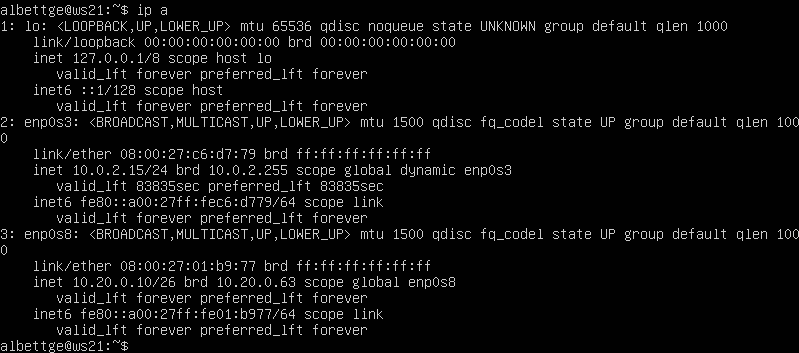 albettge@ws21:~$ ip a
1: lo: <LOOPBACK,UP,LOWER_UP> mtu 65536 qdisc noqueue state UNKNOWN group default qlen 1000
    link/loopback 00:00:00:00:00:00 brd 00:00:00:00:00:00
    inet 127.0.0.1/8 scope host lo
       valid_lft forever preferred_lft forever
    inet6 ::1/128 scope host
       valid_lft forever preferred_lft forever
2: enp0s3: <BROADCAST,MULTICAST,UP,LOWER_UP> mtu 1500 qdisc fq_codel state UP group default qlen 100
0
    link/ether 08:00:27:c6:d7:79 brd ff:ff:ff:ff:ff:ff
    inet 10.0.2.15/24 brd 10.0.2.255 scope global dynamic enp0s3
       valid_lft 83835sec preferred_lft 83835sec
    inet6 fe80::a00:27ff:fec6:d779/64 scope link
       valid_lft forever preferred_lft forever
3: enp0s8: <BROADCAST,MULTICAST,UP,LOWER_UP> mtu 1500 qdisc fq_codel state UP group default qlen 100
0
    link/ether 08:00:27:01:b9:77 brd ff:ff:ff:ff:ff:ff
    inet 10.20.0.10/26 brd 10.20.0.63 scope global enp0s8
       valid_lft forever preferred_lft forever
    inet6 fe80::a00:27ff:fe01:b977/64 scope link
       valid_lft forever preferred_lft forever
albettge@ws21:~$